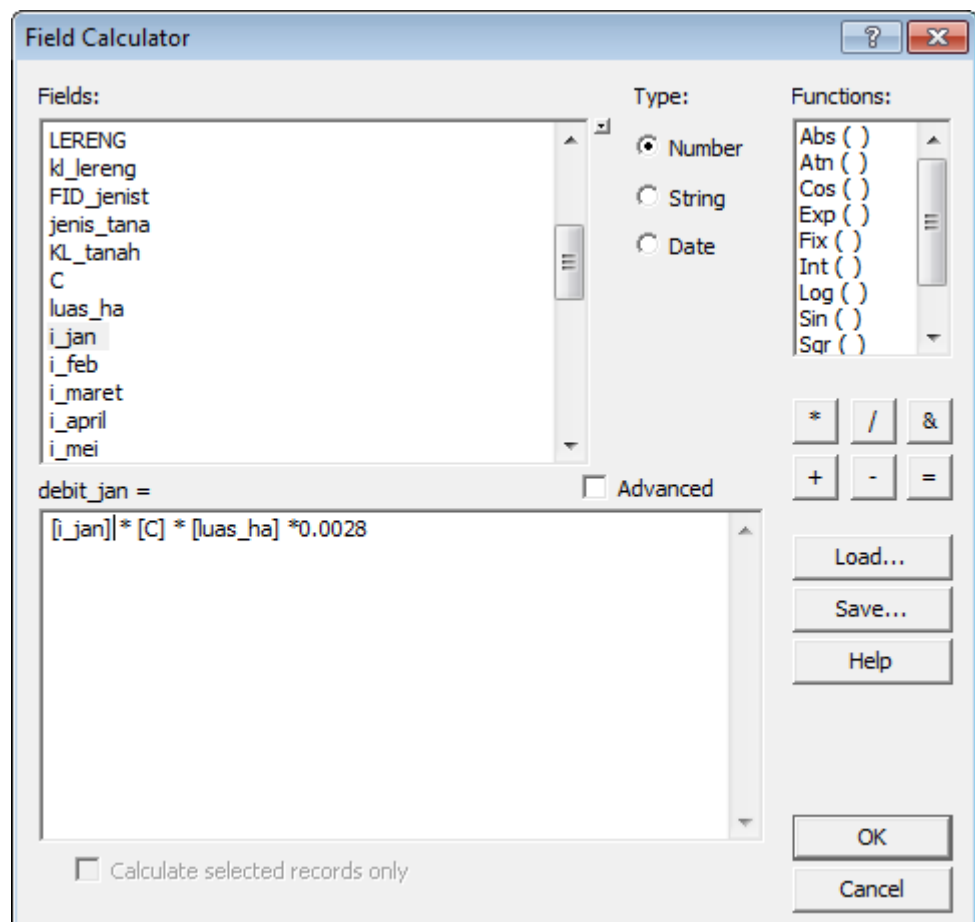 Field Calculator
Fields:
LERENG
kl_lereng
FID_jenist
jenis_tana
KL_tanah
C
luas_ha
i_jan
i_feb
i_maret
i_april
i_mei
Type:
Number
String
Date
Functions:
Abs ( )
Atn ( )
Cos ( )
Exp ( )
Fix ( )
Int ( )
Log ( )
Sin ( )
Sqr ( )
* / &
+ - =
debit_jan =
Advanced
[i_jan] * [C] * [luas_ha] *0.0028
Load...
Save...
Help
Calculate selected records only
OK
Cancel